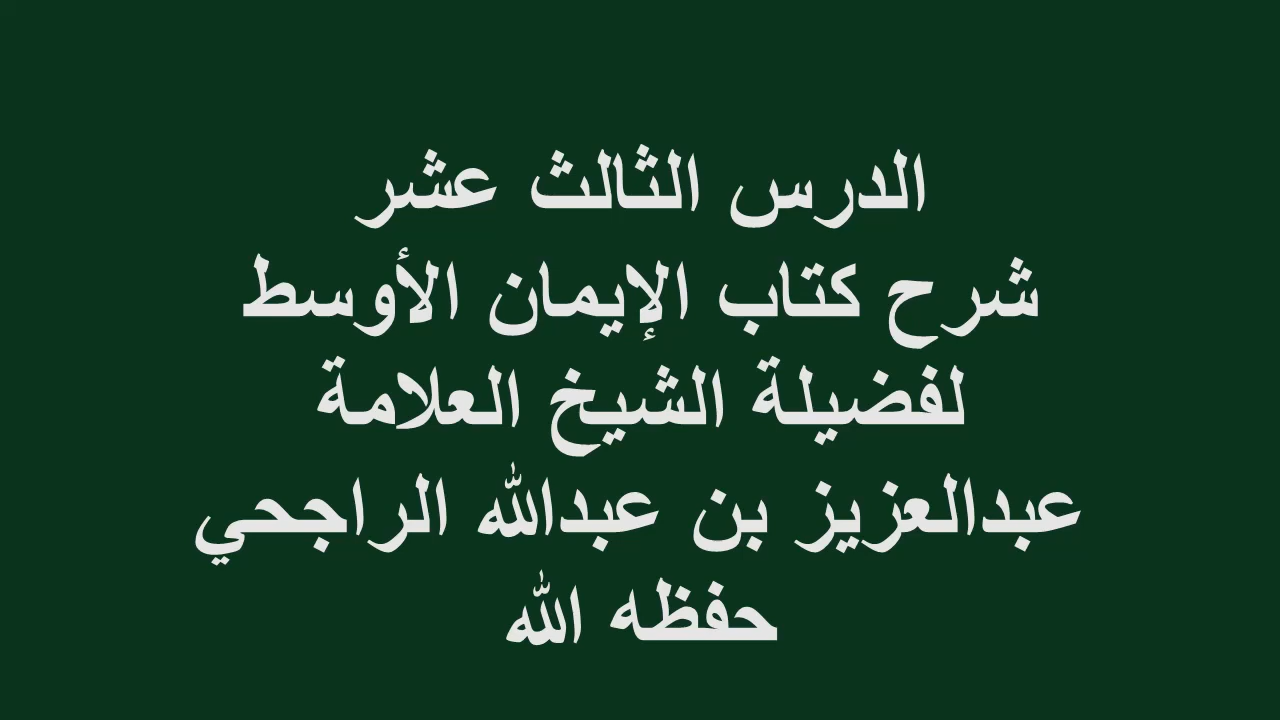 الدرس الثالث عشر
شرح كتاب الإيمان الأوسط
لفضيلة الشيخ العلامة
عبدالعزيز بن عبدالله الراجحي
حفظه الله